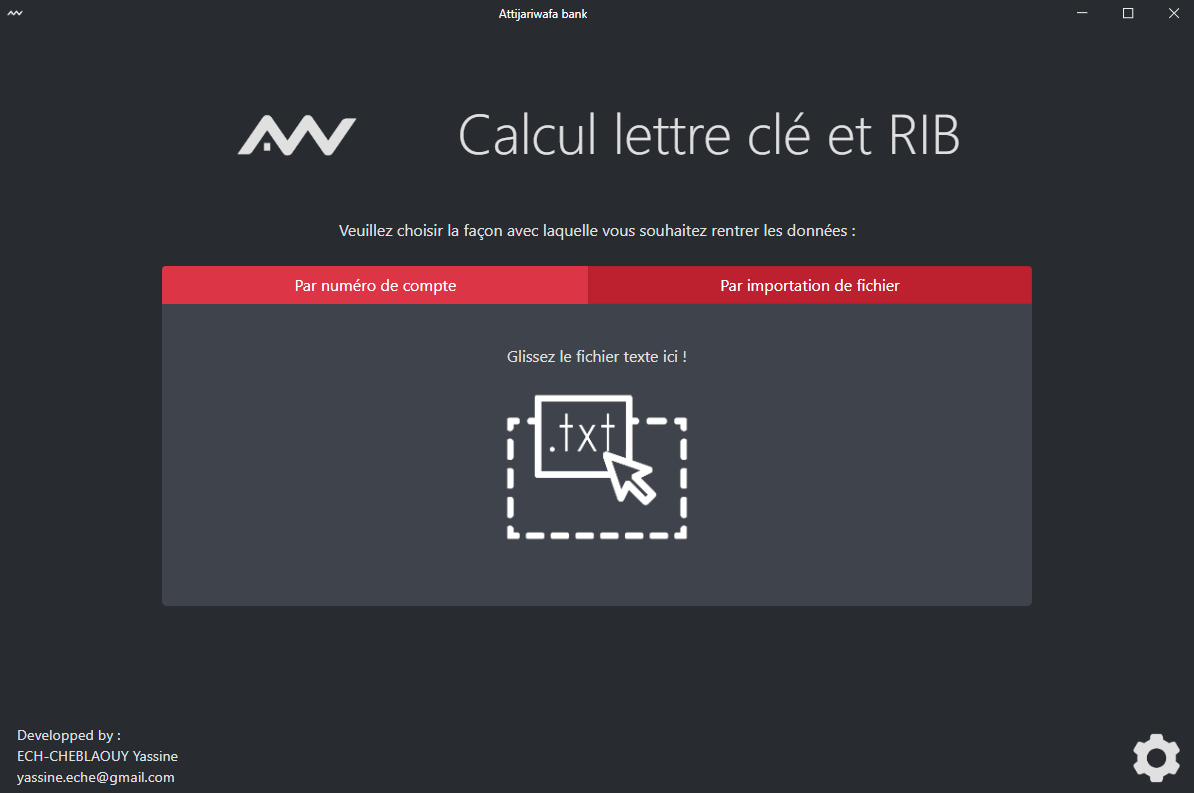 Attijariwafa bank
Calcul lettre clé et RIB
Veuillez choisir la façon avec laquelle vous souhaitez rentrer les données :
Par numéro de compte
Par importation de fichier
Glissez le fichier texte ici !
.txt
Developped by :
ECH-CHEBLAOUY Yassine
yassine.eche@gmail.com